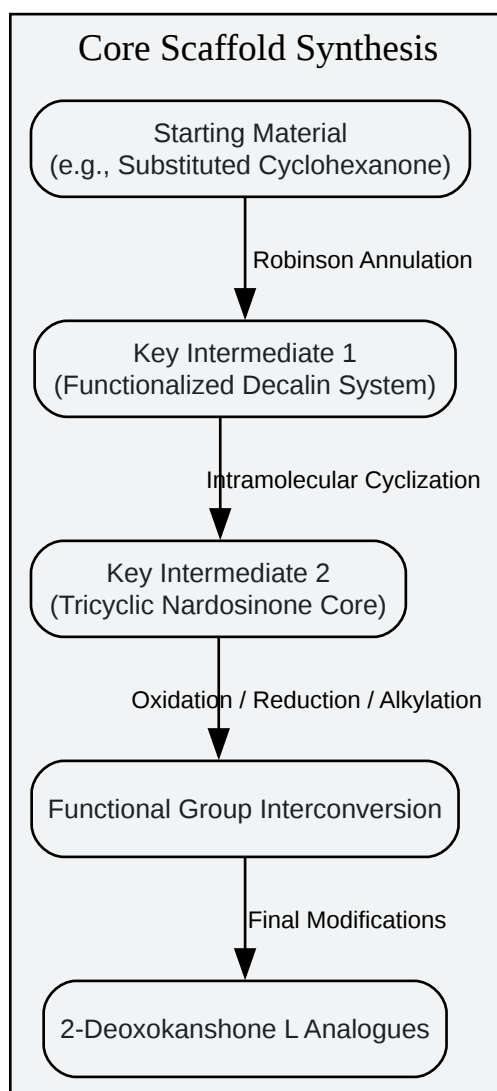 Core Scaffold Synthesis
Starting Material
(e.g., Substituted Cyclohexanone)
Robinson Annulation
Key Intermediate 1
(Functionalized Decalin System)
Intramolecular Cyclization
Key Intermediate 2
(Tricyclic Nardosinone Core)
Oxidation / Reduction / Alkylation
Functional Group Interconversion
Final Modifications
2-Deoxokanshone L Analogues